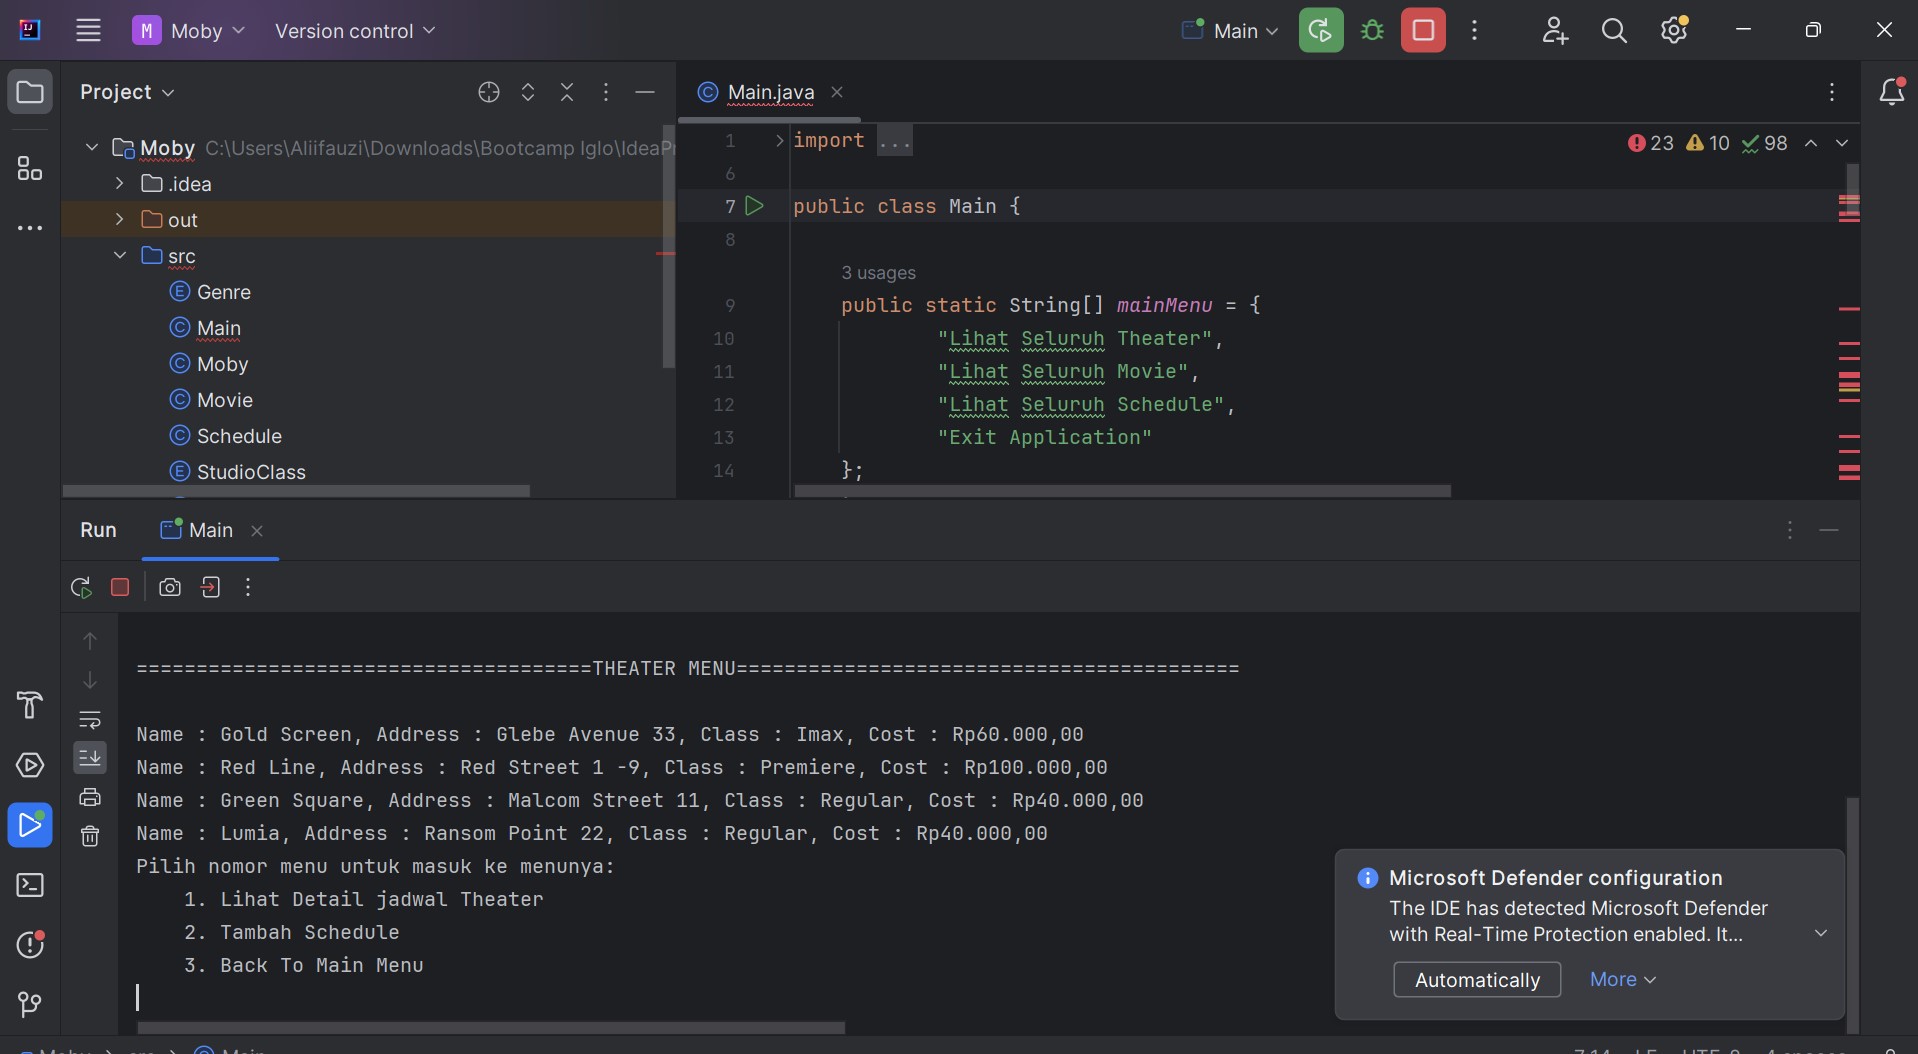 M Moby Version control Main
Project
Main.java
Moby C:\Users\Aliifauzi\Downloads\Bootcamp Iglo\IdeaPr
.idea
out
src
Genre
Main
Moby
Movie
Schedule
StudioClass
23 10 98
1 import ...
6
7 public class Main {
8
3 usages
9 public static String[] mainMenu = {
10 "Lihat Seluruh Theater",
11 "Lihat Seluruh Movie",
12 "Lihat Seluruh Schedule",
13 "Exit Application"
14 };
Run Main
======================================THEATER MENU==========================================
Name : Gold Screen, Address : Glebe Avenue 33, Class : Imax, Cost : Rp60.000,00
Name : Red Line, Address : Red Street 1 -9, Class : Premiere, Cost : Rp100.000,00
Name : Green Square, Address : Malcom Street 11, Class : Regular, Cost : Rp40.000,00
Name : Lumia, Address : Ransom Point 22, Class : Regular, Cost : Rp40.000,00
Pilih nomor menu untuk masuk ke menunya:
1. Lihat Detail jadwal Theater
2. Tambah Schedule
3. Back To Main Menu
Microsoft Defender configuration
The IDE has detected Microsoft Defender
with Real-Time Protection enabled. It...
Automatically More